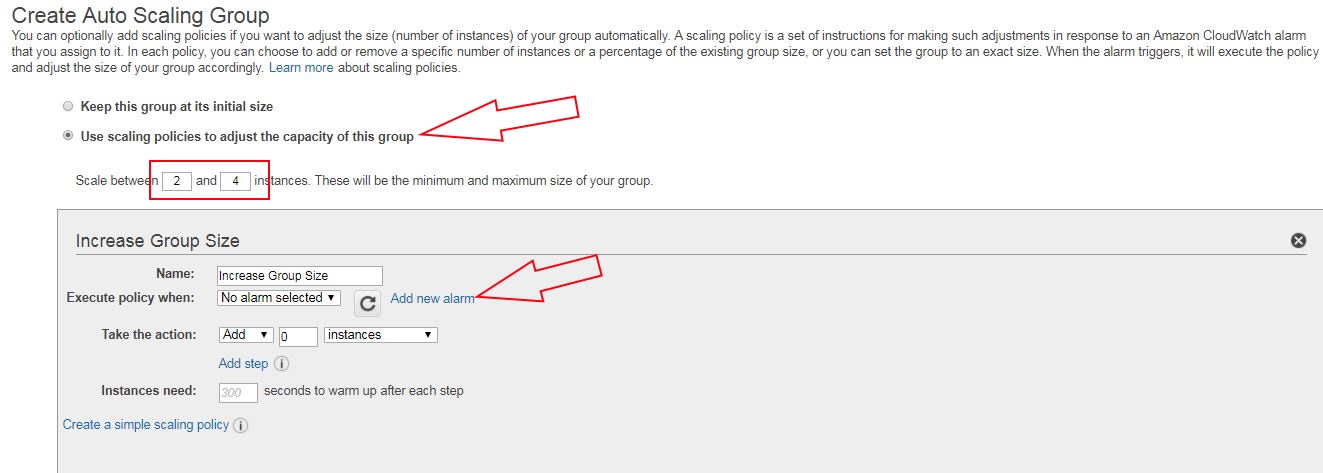 Create Auto Scaling Group
You can optionally add scaling policies if you want to adjust the size (number of instances) of your group automatically. A scaling policy is a set of instructions for making such adjustments in response to an Amazon CloudWatch alarm
that you assign to it. In each policy, you can choose to add or remove a specific number of instances or a percentage of the existing group size, or you can set the group to an exact size. When the alarm triggers, it will execute the policy
and adjust the size of your group accordingly. Learn more about scaling policies.
Keep this group at its initial size
Use scaling policies to adjust the capacity of this group
Scale between 2 and 4 instances. These will be the minimum and maximum size of your group.
Increase Group Size
Name: Increase Group Size
Execute policy when: No alarm selected Add new alarm
Take the action: Add 0 instances
Add step i
Instances need: 300 seconds to warm up after each step
Create a simple scaling policy i